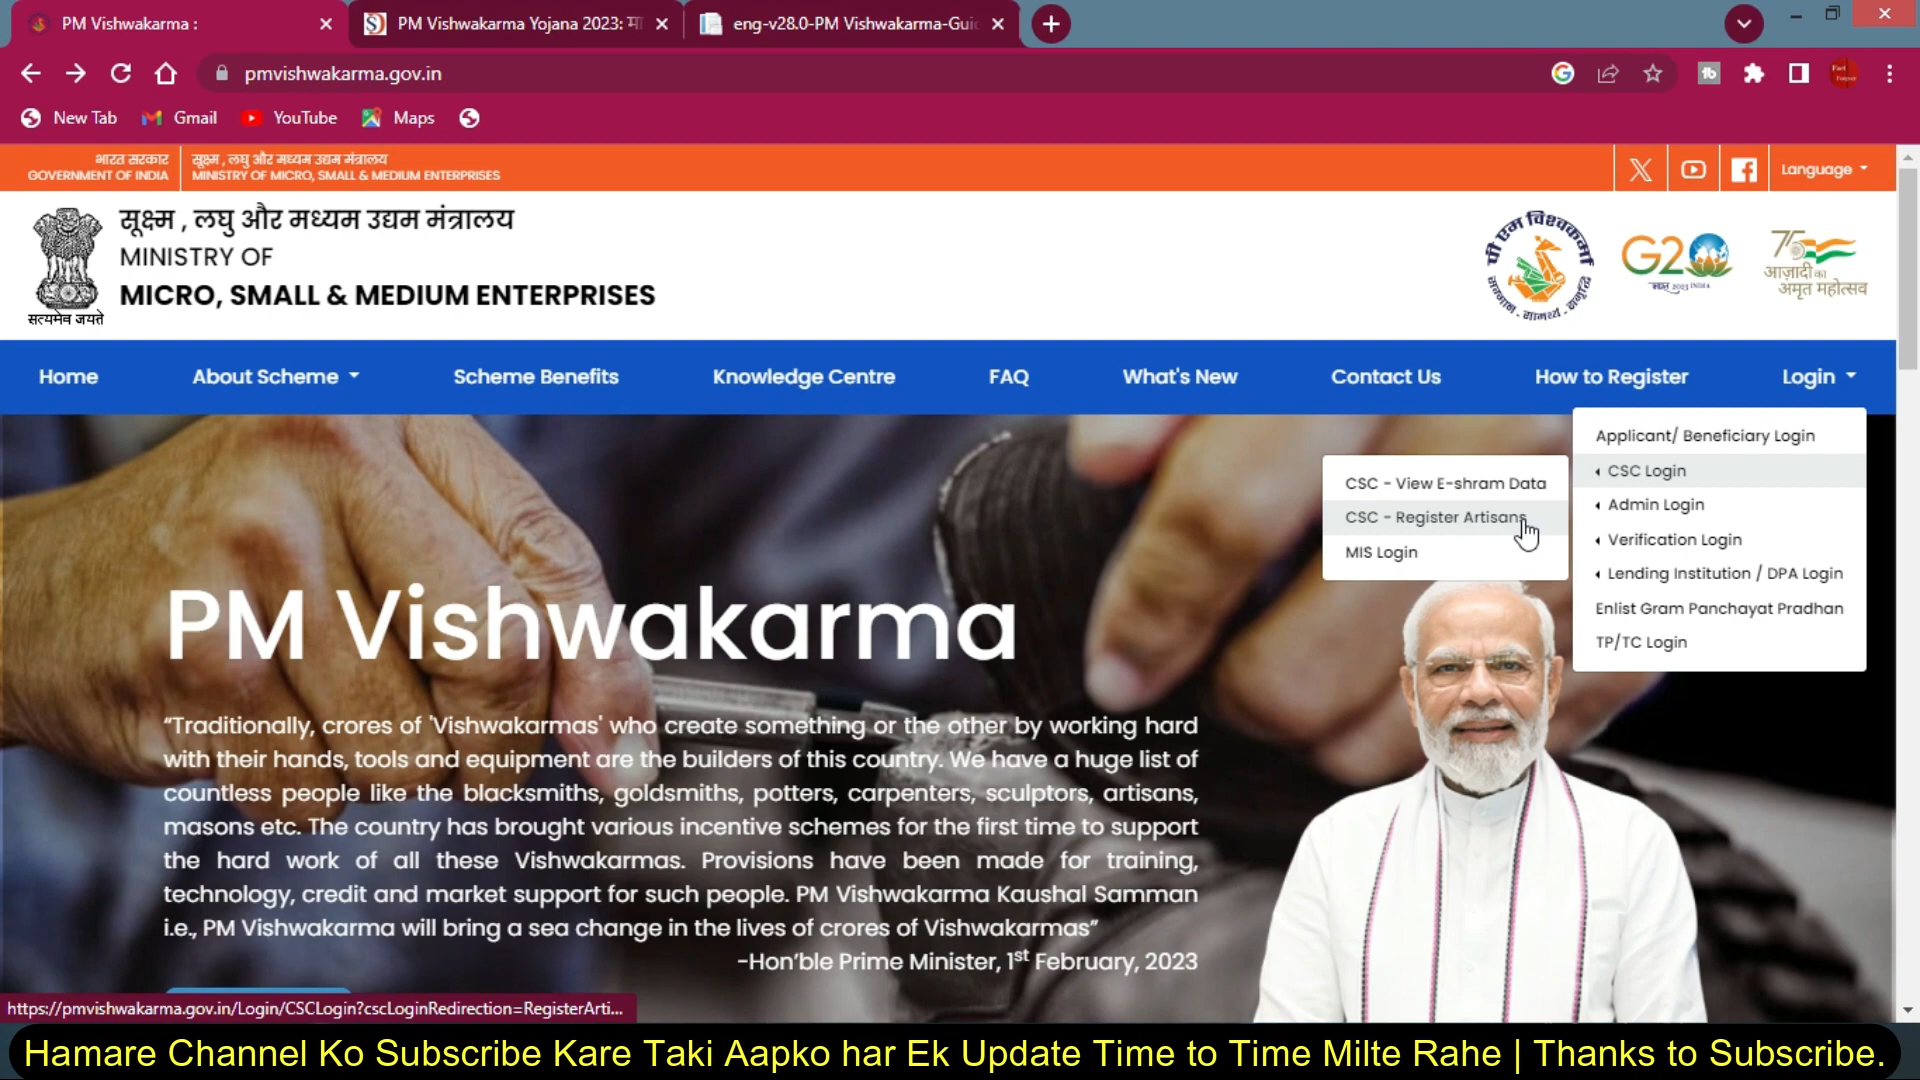 PM Vishwakarma :
PM Vishwakarma Yojana 2023:
eng-v28.0-PM Vishwakarma-Gui
pmvishwakarma.gov.in
New Tab
Gmail
YouTube
Maps
भारत सरकार
GOVERNMENT OF INDIA
सूक्ष्म , लघु और मध्यम उद्यम मंत्रालय
MINISTRY OF MICRO, SMALL & MEDIUM ENTERPRISES
Language
सूक्ष्म , लघु और मध्यम उद्यम मंत्रालय
MINISTRY OF
MICRO, SMALL & MEDIUM ENTERPRISES
सत्यमेव जयते
पीएम विश्वकर्मा
सम्मान - सामर्थ्य - समृद्धि
G20
भारत 2023 INDIA
75
आज़ादी का
अमृत महोत्सव
Home
About Scheme
Scheme Benefits
Knowledge Centre
FAQ
What's New
Contact Us
How to Register
Login
Applicant/ Beneficiary Login
CSC Login
Admin Login
Verification Login
Lending Institution / DPA Login
Enlist Gram Panchayat Pradhan
TP/TC Login
CSC - View E-shram Data
CSC - Register Artisans
MIS Login
PM Vishwakarma
“Traditionally, crores of 'Vishwakarmas' who create something or the other by working hard
with their hands, tools and equipment are the builders of this country. We have a huge list of
countless people like the blacksmiths, goldsmiths, potters, carpenters, sculptors, artisans,
masons etc. The country has brought various incentive schemes for the first time to support
the hard work of all these Vishwakarmas. Provisions have been made for training,
technology, credit and market support for such people. PM Vishwakarma Kaushal Samman
i.e., PM Vishwakarma will bring a sea change in the lives of crores of Vishwakarmas”
-Hon’ble Prime Minister, 1st February, 2023
https://pmvishwakarma.gov.in/Login/CSCLogin?cscLoginRedirection=RegisterArti...
Hamare Channel Ko Subscribe Kare Taki Aapko har Ek Update Time to Time Milte Rahe | Thanks to Subscribe.